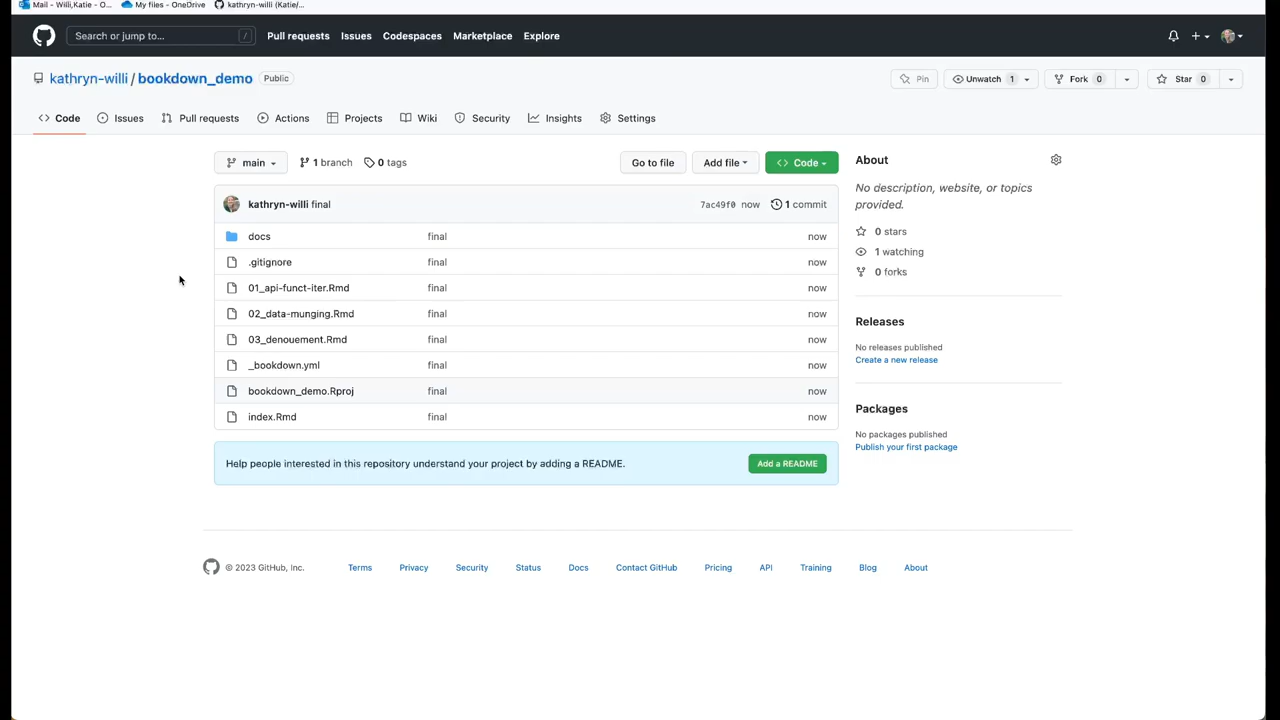 Mail - Willi,Katie - O... My files - OneDrive kathryn-willi (Katie/...
Search or jump to... / Pull requests Issues Codespaces Marketplace Explore
kathryn-willi / bookdown_demo Public Pin Unwatch 1 Fork 0 Star 0
Code Issues Pull requests Actions Projects Wiki Security Insights Settings
main 1 branch 0 tags Go to file Add file Code
About
No description, website, or topics
provided.
0 stars
1 watching
0 forks
kathryn-willi final 7ac49f0 now 1 commit
docs final now
.gitignore final now
01_api-funct-iter.Rmd final now
02_data-munging.Rmd final now
03_denouement.Rmd final now
_bookdown.yml final now
bookdown_demo.Rproj final now
index.Rmd final now
Help people interested in this repository understand your project by adding a README. Add a README
Releases
No releases published
Create a new release
Packages
No packages published
Publish your first package
© 2023 GitHub, Inc. Terms Privacy Security Status Docs Contact GitHub Pricing API Training Blog About